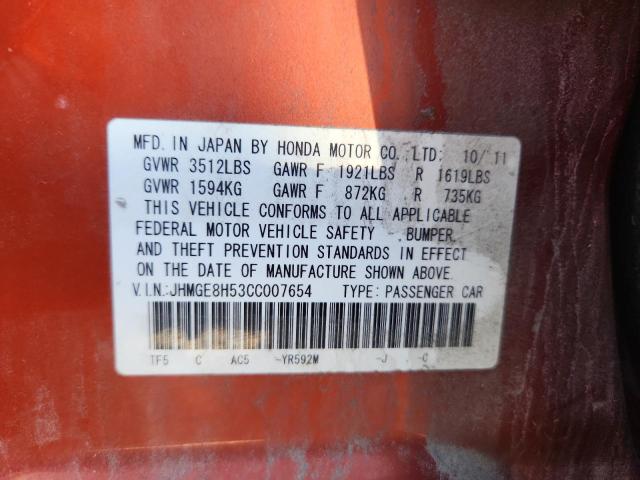 MFD. IN JAPAN BY HONDA MOTOR CO., LTD: 10/11
GVWR 3512LBS GAWR F 1921LBS R 1619LBS
GVWR 1594KG GAWR F 872KG R 735KG
THIS VEHICLE CONFORMS TO ALL APPLICABLE
FEDERAL MOTOR VEHICLE SAFETY , BUMPER,
AND THEFT PREVENTION STANDARDS IN EFFECT
ON THE DATE OF MANUFACTURE SHOWN ABOVE.
V.I.N.:JHMGE8H53CC007654 TYPE: PASSENGER CAR
TF5 C AC5 -YR592M -J -C